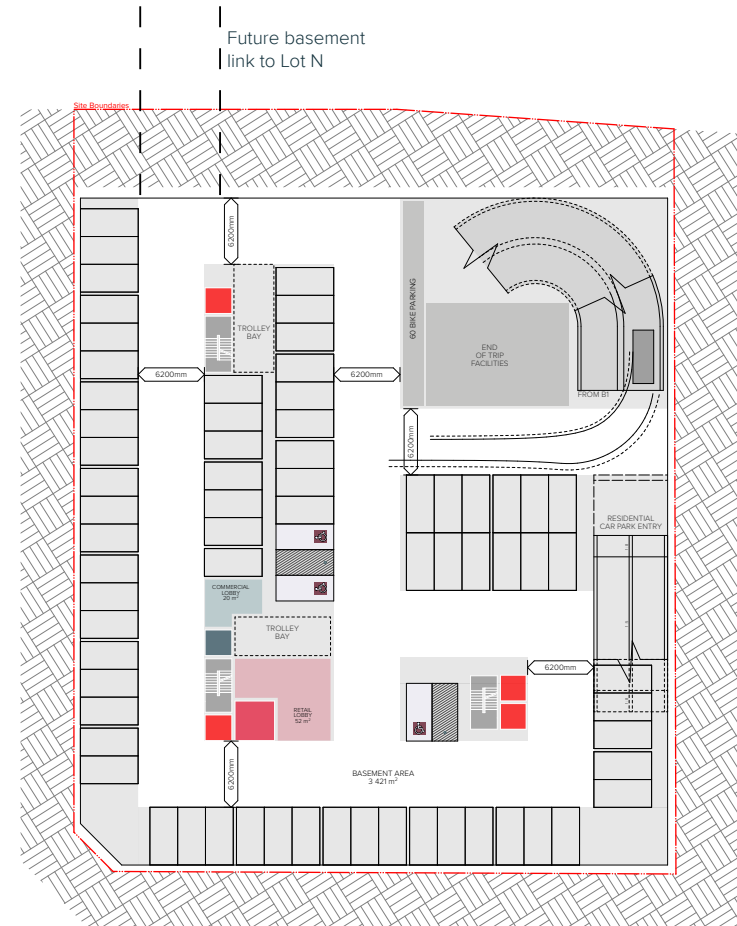 Future basement
link to Lot N
Site Boundaries
6200mm
60 BIKE PARKING
TROLLEY
BAY
END
OF TRIP
FACILITIES
6200mm
6200mm
FROM B1
6200mm
RESIDENTIAL
CAR PARK ENTRY
COMMERCIAL
LOBBY
20 m²
TROLLEY
BAY
6200mm
RETAIL
LOBBY
52 m²
6200mm
BASEMENT AREA
3 421 m²